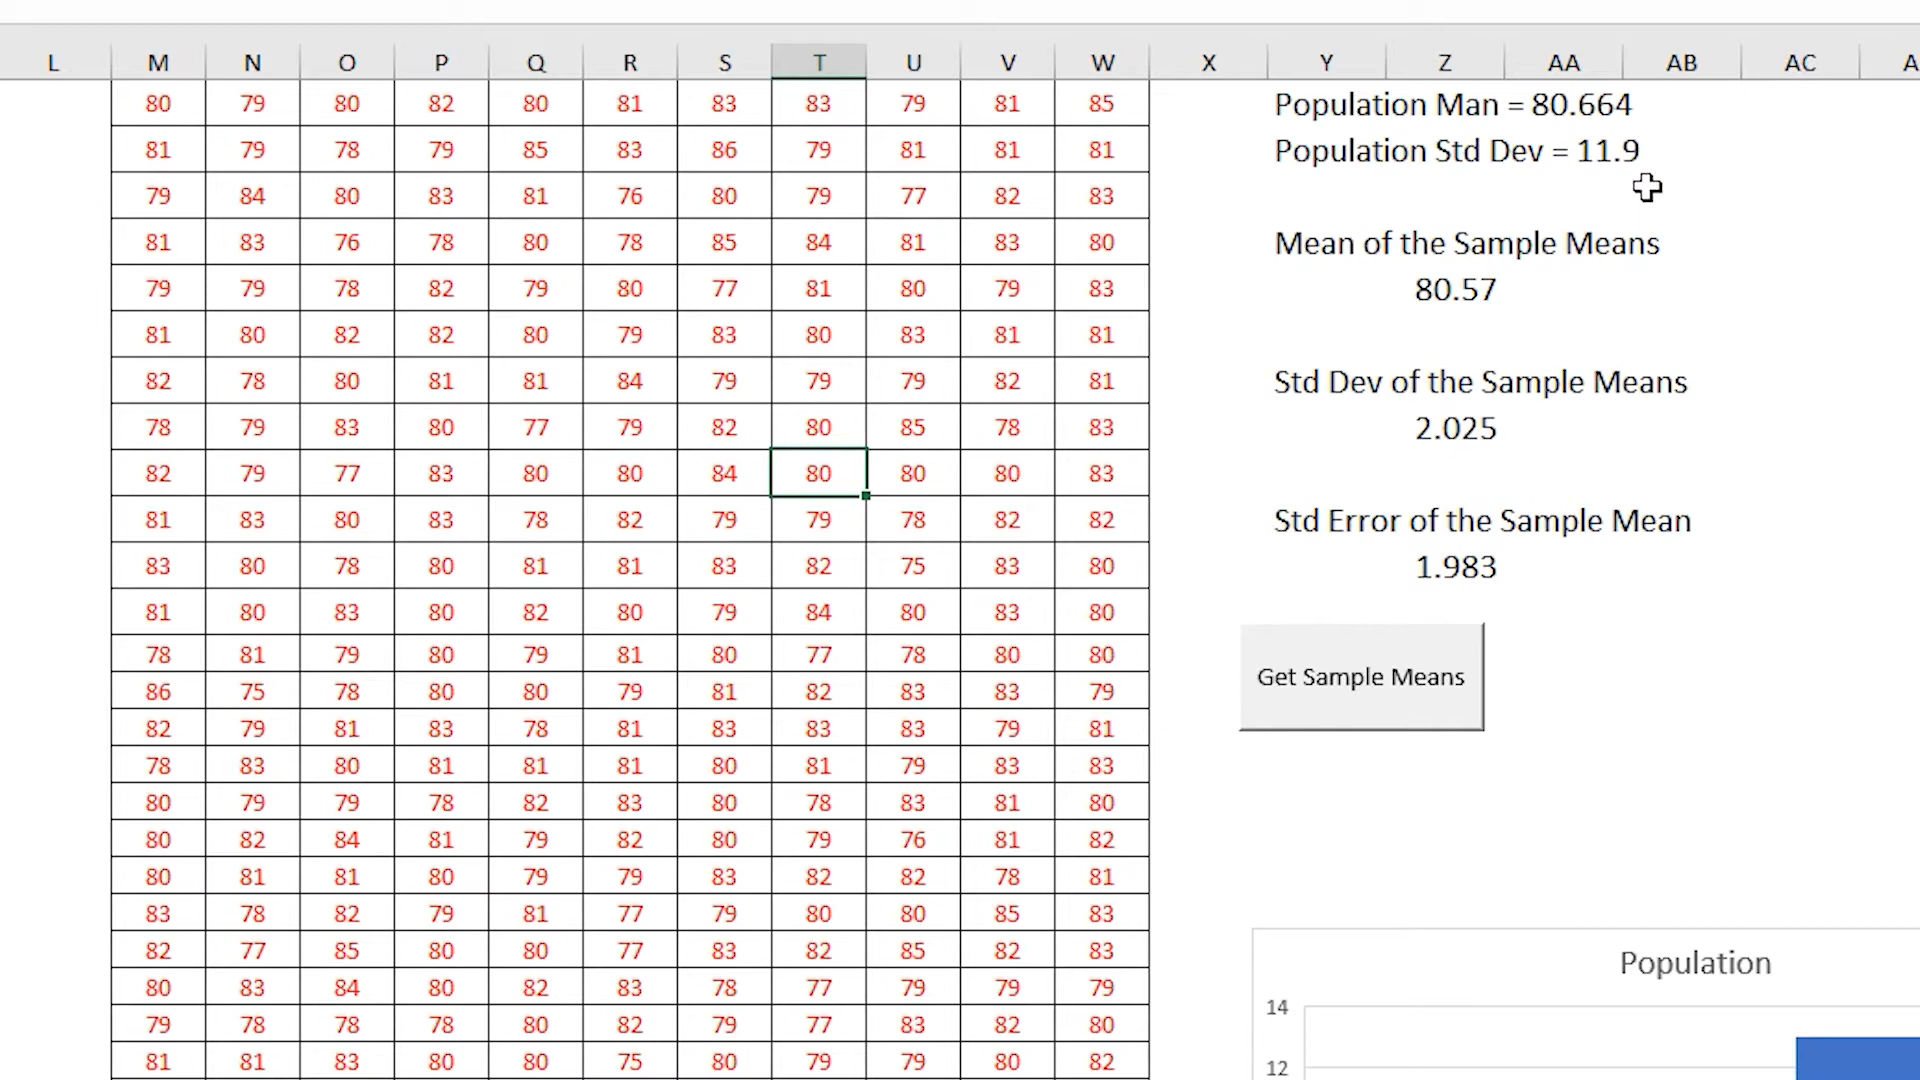 L M N O P Q R S T U V W X Y Z AA AB AC A
80 79 80 82 80 81 83 83 79 81 85 Population Man = 80.664
81 79 78 79 85 83 86 79 81 81 81 Population Std Dev = 11.9
79 84 80 83 81 76 80 79 77 82 83
81 83 76 78 80 78 85 84 81 83 80 Mean of the Sample Means
79 79 78 82 79 80 77 81 80 79 83 80.57
81 80 82 82 80 79 83 80 83 81 81
82 78 80 81 81 84 79 79 79 82 81 Std Dev of the Sample Means
78 79 83 80 77 79 82 80 85 78 83 2.025
82 79 77 83 80 80 84 80 80 80 83
81 83 80 83 78 82 79 79 78 82 82 Std Error of the Sample Mean
83 80 78 80 81 81 83 82 75 83 80 1.983
81 80 83 80 82 80 79 84 80 83 80
78 81 79 80 79 81 80 77 78 80 80 Get Sample Means
86 75 78 80 80 79 81 82 83 83 79
82 79 81 83 78 81 83 83 83 79 81
78 83 80 81 81 81 80 81 79 83 83
80 79 79 78 82 83 80 78 83 81 80
80 82 84 81 79 82 80 79 76 81 82
80 81 81 80 79 79 83 82 82 78 81
83 78 82 79 81 77 79 80 80 85 83
82 77 85 80 80 77 83 82 85 82 83 Population
80 83 84 80 82 83 78 77 79 79 79 14
79 78 78 78 80 82 79 77 83 82 80
81 81 83 80 80 75 80 79 79 80 82 12